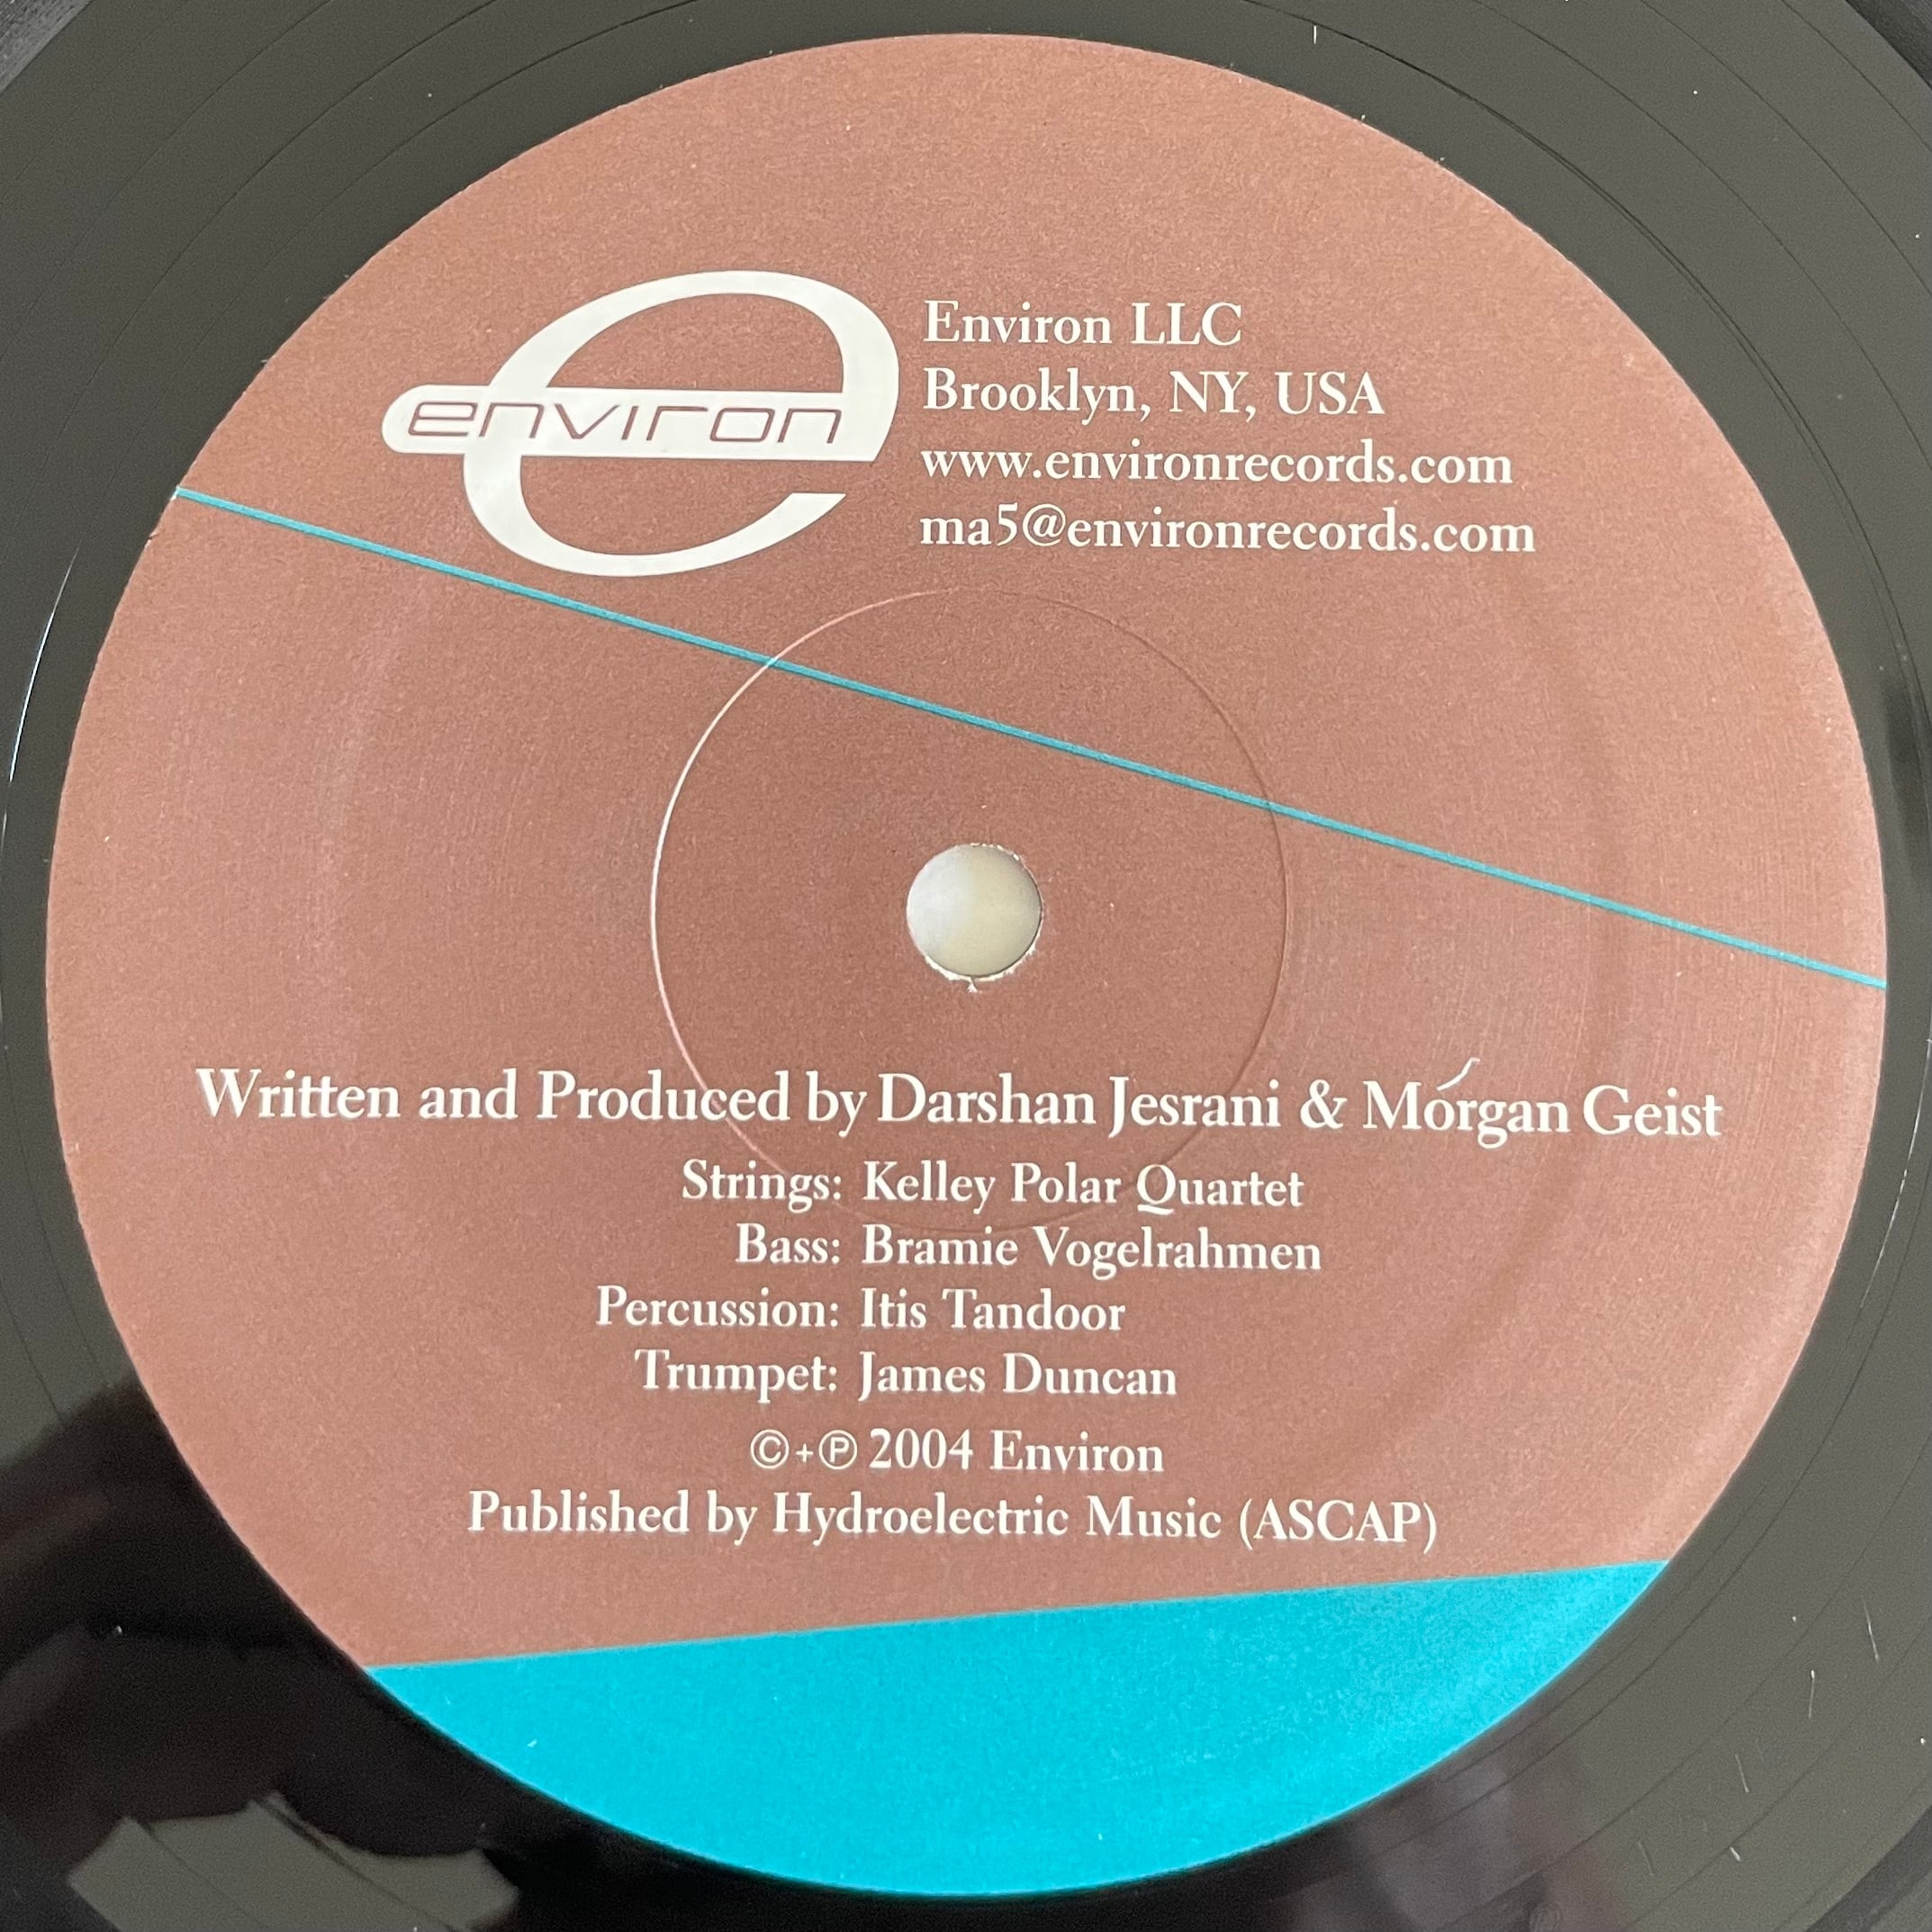 environ
Environ LLC
Brooklyn, NY, USA
www.environrecords.com
ma5@environrecords.com
Written and Produced by Darshan Jesrani & Morgan Geist
Strings: Kelley Polar Quartet
Bass: Bramie Vogelrahmen
Percussion: Itis Tandoor
Trumpet: James Duncan
©+℗ 2004 Environ
Published by Hydroelectric Music (ASCAP)